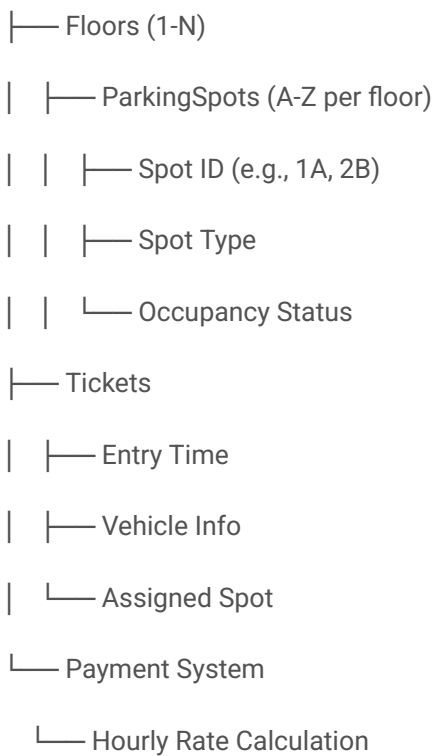 ├── Floors (1-N)
│   ├── ParkingSpots (A-Z per floor)
│   │   ├── Spot ID (e.g., 1A, 2B)
│   │   ├── Spot Type
│   │   └── Occupancy Status
├── Tickets
│   ├── Entry Time
│   ├── Vehicle Info
│   └── Assigned Spot
└── Payment System
    └── Hourly Rate Calculation